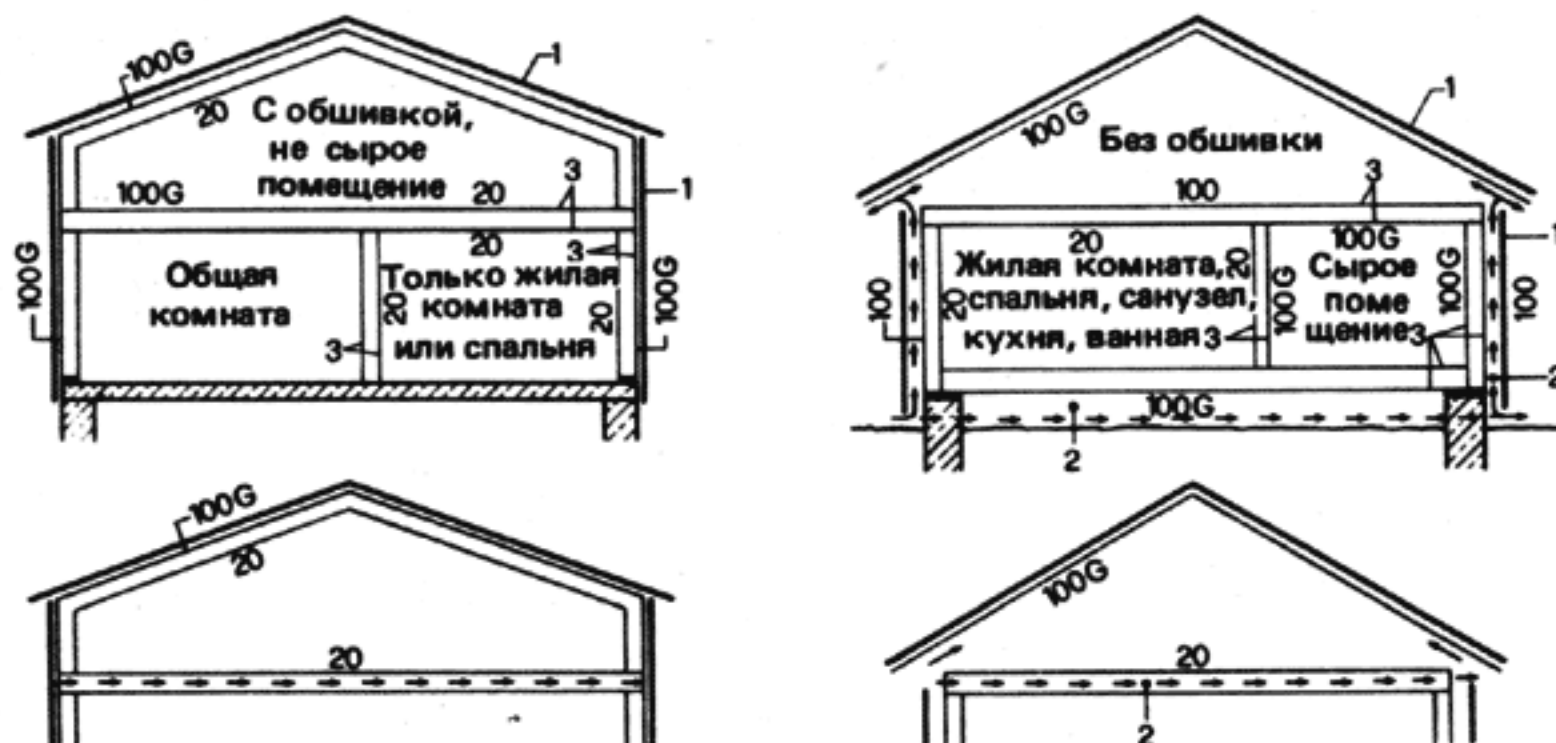 100G
1
20
С обшивкой,
не сырое
помещение
100G
20
3
1
20
3
100G
Общая
комната
Только жилая
комната
или спальня
20
20
100G
3
1
100G
Без обшивки
100
3
1
20
100G
100
20
Жилая комната,
спальня, санузел,
кухня, ванная
20
100G
3
Сырое
поме
щение
100G
3
100
2
100G
2
100G
20
20
100G
20
2